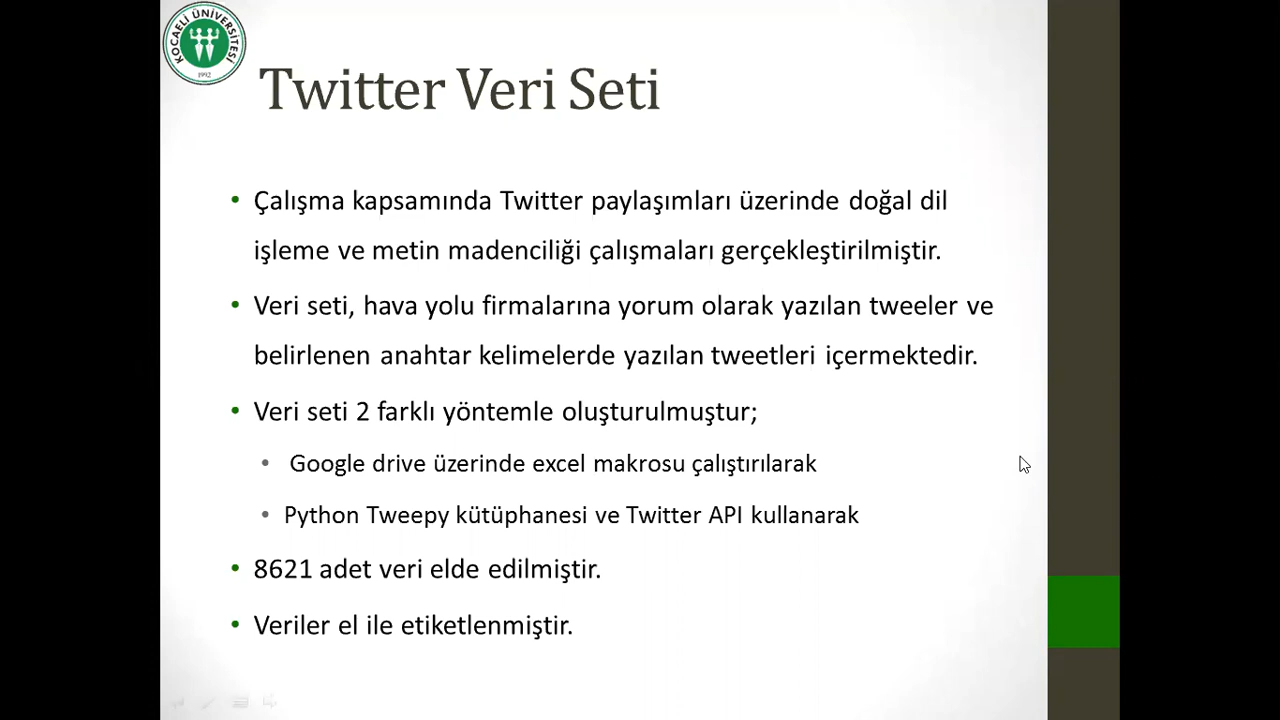 KOCAELİ ÜNİVERSİTESİ
1992
Twitter Veri Seti
• Çalışma kapsamında Twitter paylaşımları üzerinde doğal dil
işleme ve metin madenciliği çalışmaları gerçekleştirilmiştir.
• Veri seti, hava yolu firmalarına yorum olarak yazılan tweeler ve
belirlenen anahtar kelimelerde yazılan tweetleri içermektedir.
• Veri seti 2 farklı yöntemle oluşturulmuştur;
• Google drive üzerinde excel makrosu çalıştırılarak
• Python Tweepy kütüphanesi ve Twitter API kullanarak
• 8621 adet veri elde edilmiştir.
• Veriler el ile etiketlenmiştir.